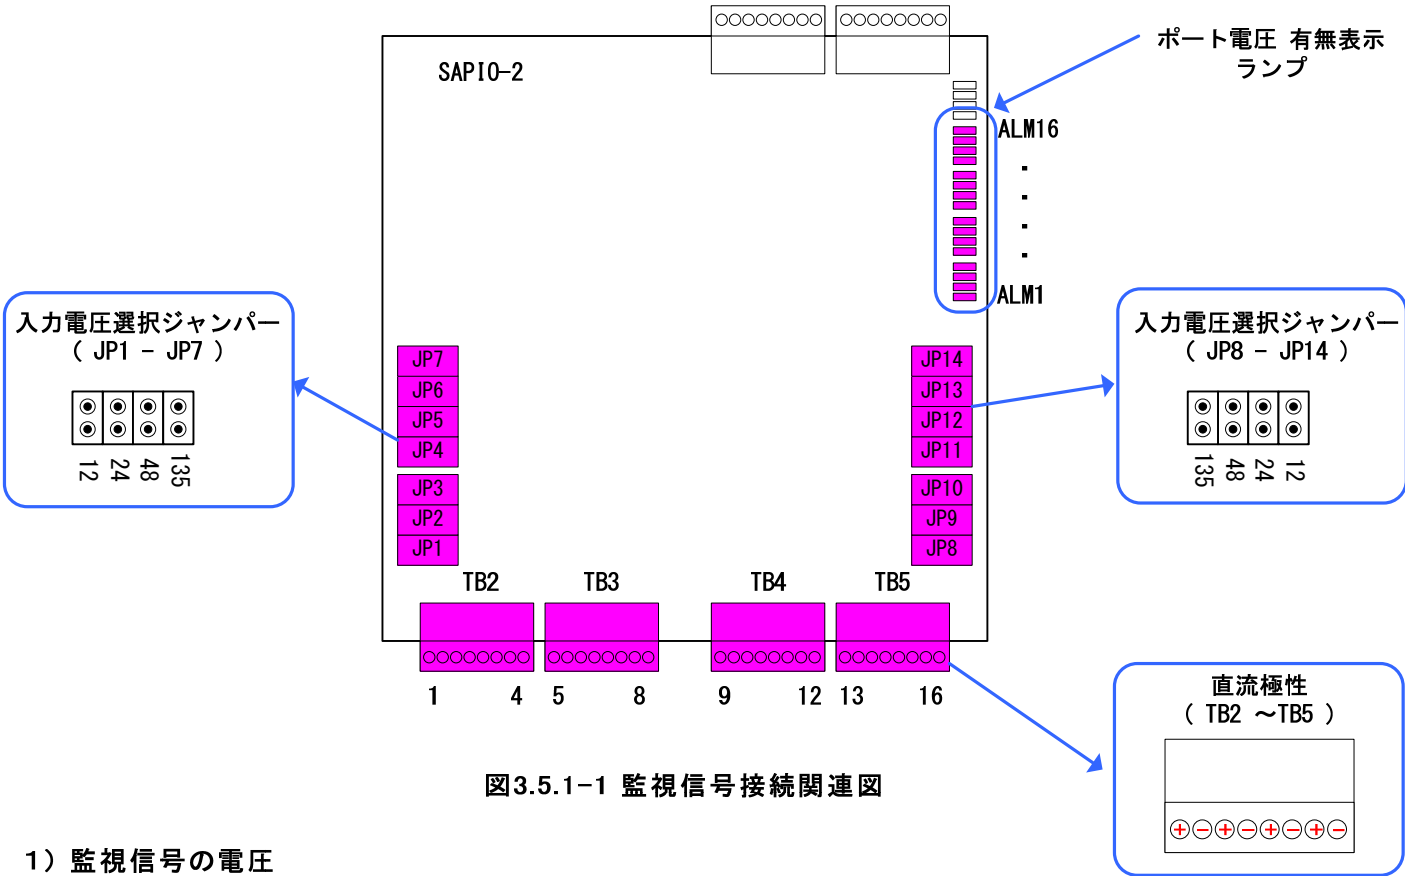 ポート電圧 有無表示
ランプ
SAPIO-2
ALM16
ALM1
入力電圧選択ジャンパー
( JP1 - JP7 )
12 24 48 135
入力電圧選択ジャンパー
( JP8 - JP14 )
135 48 24 12
JP7
JP6
JP5
JP4
JP3
JP2
JP1
JP14
JP13
JP12
JP11
JP10
JP9
JP8
TB2 TB3 TB4 TB5
1 4 5 8 9 12 13 16
直流極性
( TB2 ～TB5 )
+ - + - + - + -
図3.5.1-1 監視信号接続関連図
1) 監視信号の電圧